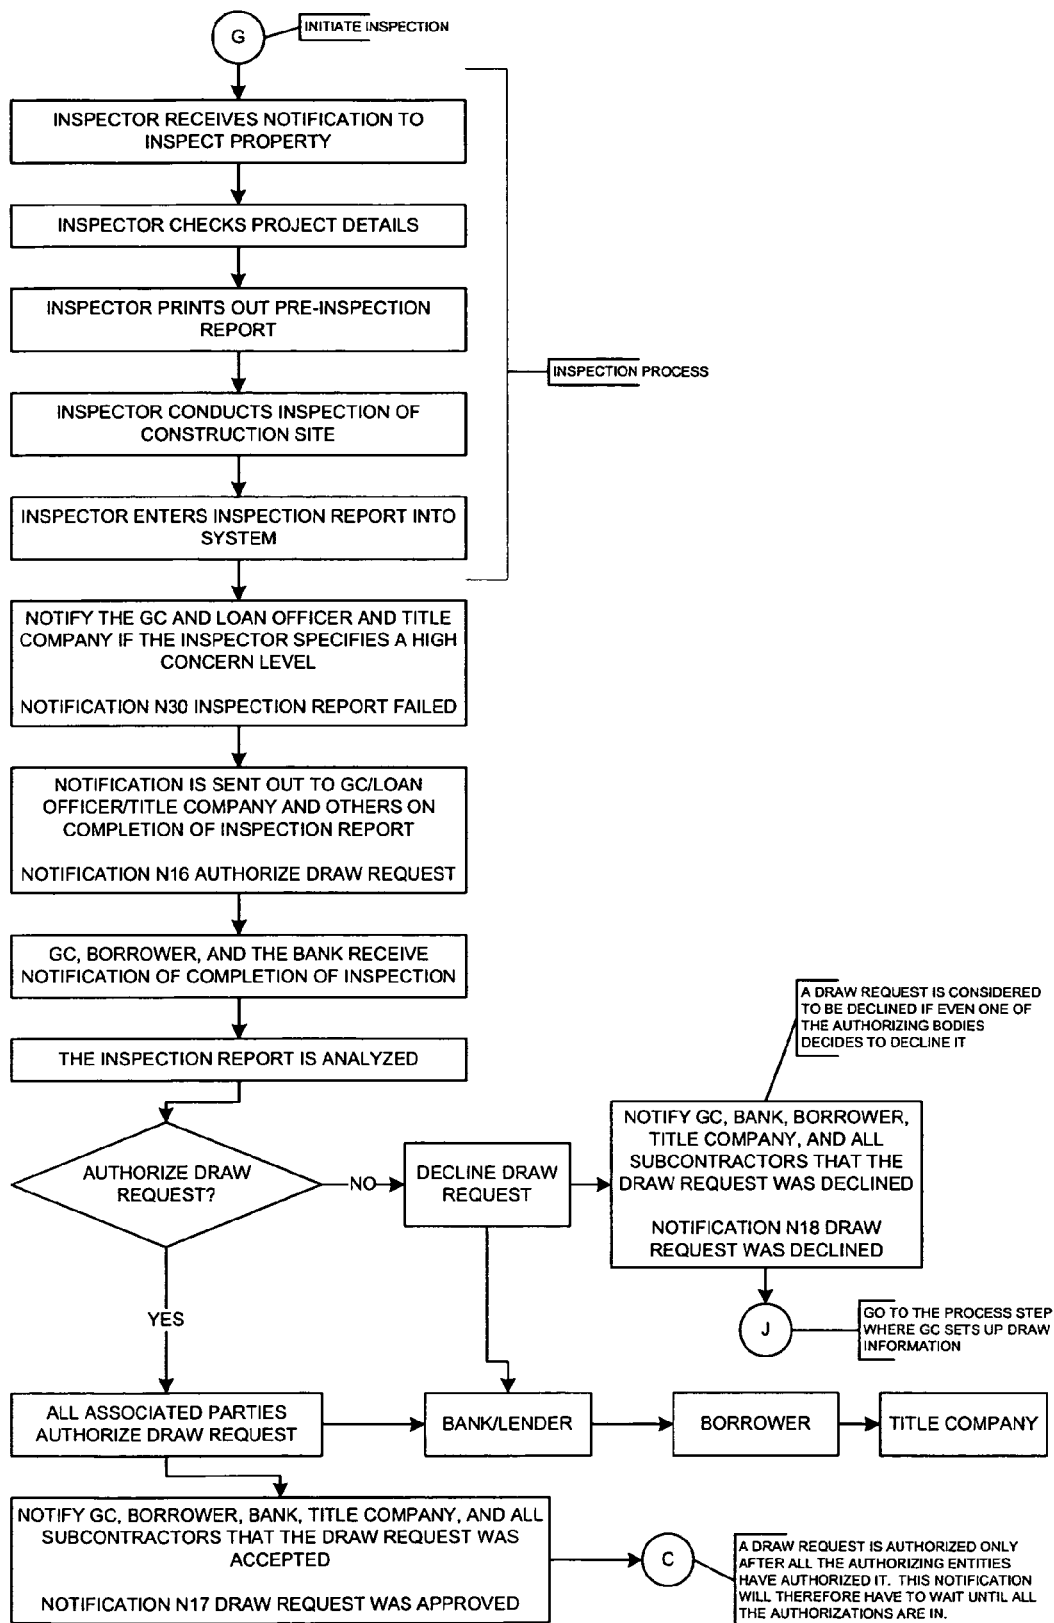 G
INITIATE INSPECTION
INSPECTOR RECEIVES NOTIFICATION TO
INSPECT PROPERTY
INSPECTOR CHECKS PROJECT DETAILS
INSPECTOR PRINTS OUT PRE-INSPECTION
REPORT
INSPECTION PROCESS
INSPECTOR CONDUCTS INSPECTION OF
CONSTRUCTION SITE
INSPECTOR ENTERS INSPECTION REPORT INTO
SYSTEM
NOTIFY THE GC AND LOAN OFFICER AND TITLE
COMPANY IF THE INSPECTOR SPECIFIES A HIGH
CONCERN LEVEL
NOTIFICATION N30 INSPECTION REPORT FAILED
NOTIFICATION IS SENT OUT TO GC/LOAN
OFFICER/TITLE COMPANY AND OTHERS ON
COMPLETION OF INSPECTION REPORT
NOTIFICATION N16 AUTHORIZE DRAW REQUEST
GC, BORROWER, AND THE BANK RECEIVE
NOTIFICATION OF COMPLETION OF INSPECTION
THE INSPECTION REPORT IS ANALYZED
A DRAW REQUEST IS CONSIDERED
TO BE DECLINED IF EVEN ONE OF
THE AUTHORIZING BODIES
DECIDES TO DECLINE IT
AUTHORIZE DRAW
REQUEST?
NO
DECLINE DRAW
REQUEST
NOTIFY GC, BANK, BORROWER,
TITLE COMPANY, AND ALL
SUBCONTRACTORS THAT THE
DRAW REQUEST WAS DECLINED
NOTIFICATION N18 DRAW
REQUEST WAS DECLINED
YES
J
GO TO THE PROCESS STEP
WHERE GC SETS UP DRAW
INFORMATION
ALL ASSOCIATED PARTIES
AUTHORIZE DRAW REQUEST
BANK/LENDER
BORROWER
TITLE COMPANY
NOTIFY GC, BORROWER, BANK, TITLE COMPANY, AND ALL
SUBCONTRACTORS THAT THE DRAW REQUEST WAS
ACCEPTED
NOTIFICATION N17 DRAW REQUEST WAS APPROVED
C
A DRAW REQUEST IS AUTHORIZED ONLY
AFTER ALL THE AUTHORIZING ENTITIES
HAVE AUTHORIZED IT. THIS NOTIFICATION
WILL THEREFORE HAVE TO WAIT UNTIL ALL
THE AUTHORIZATIONS ARE IN.